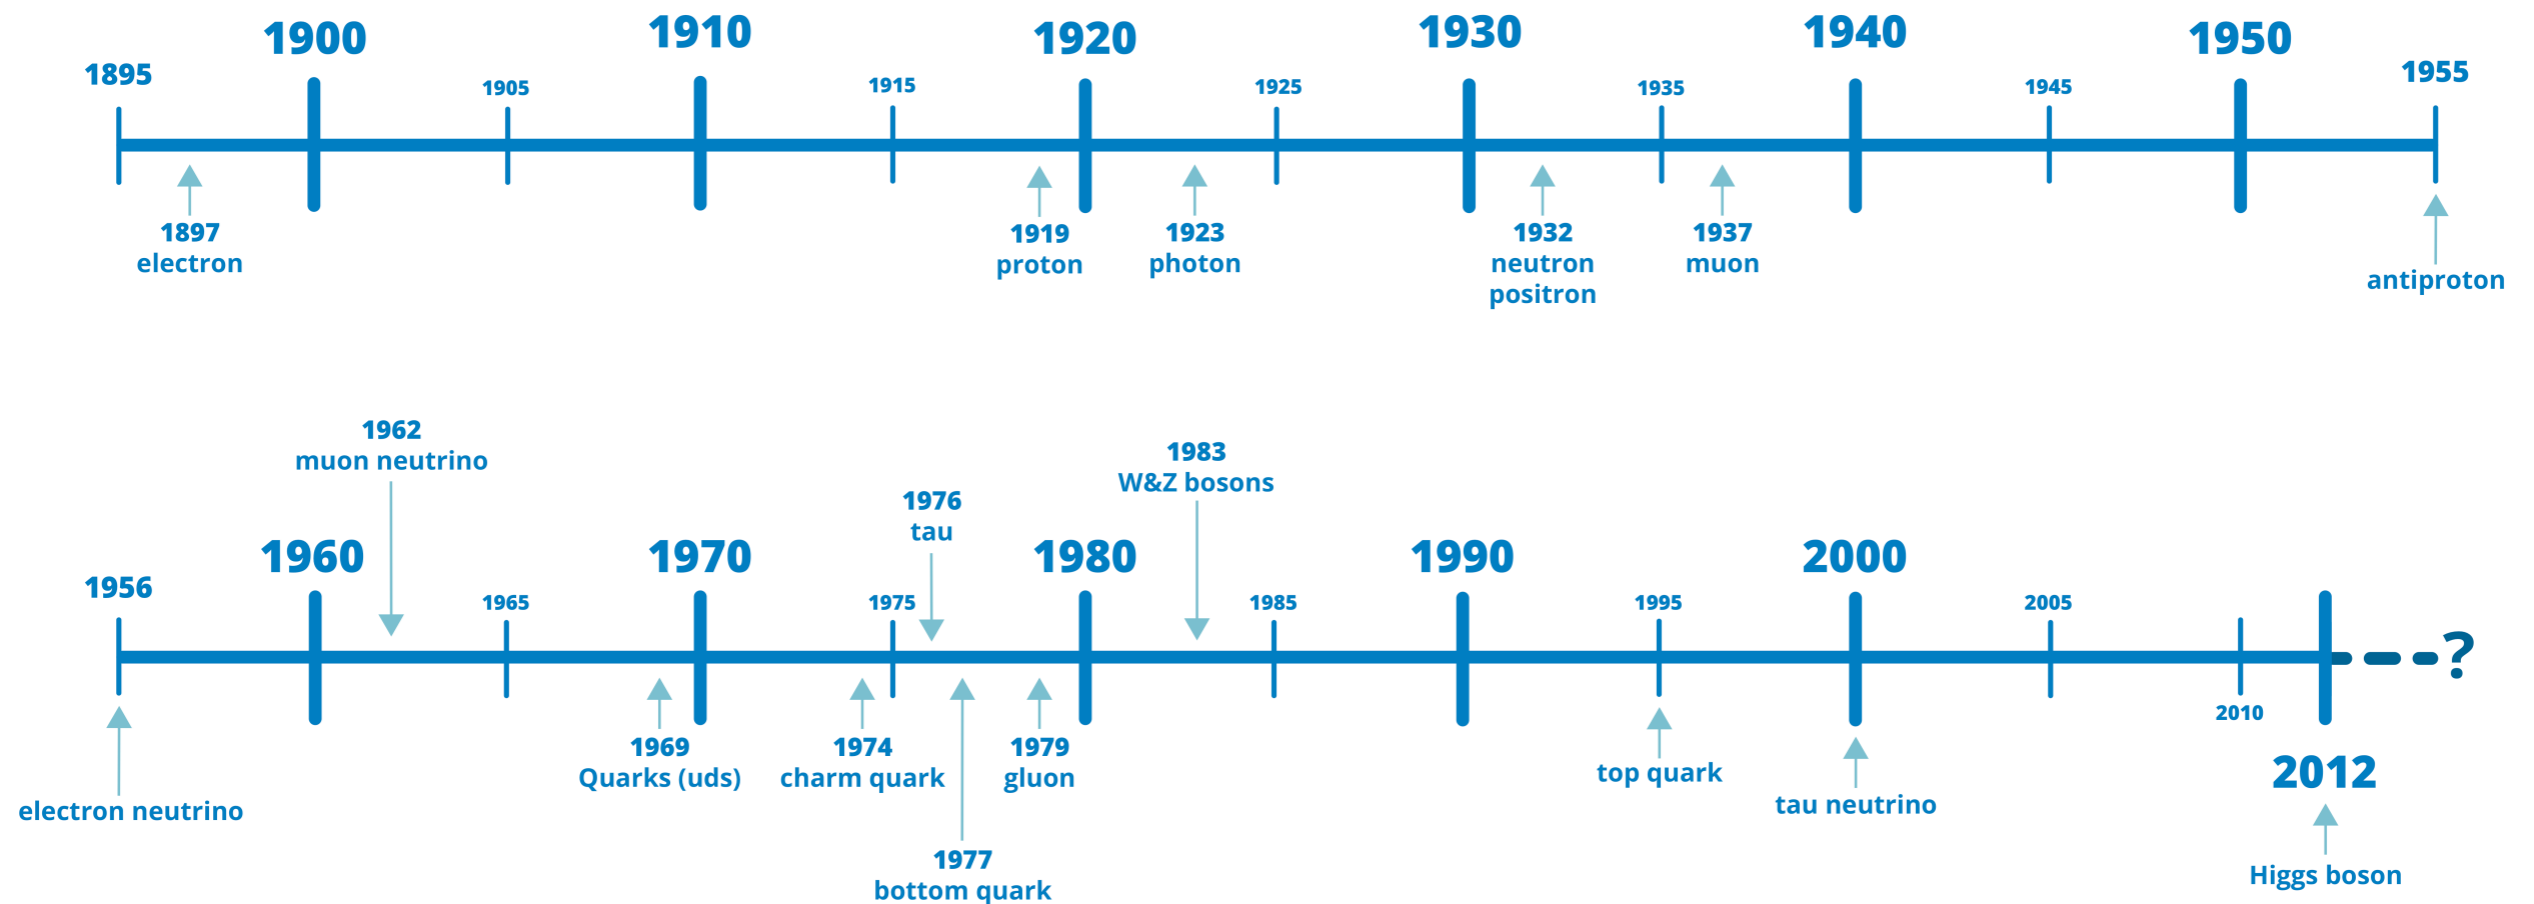 1895
1900
1905
1910
1915
1920
1925
1930
1935
1940
1945
1950
1955
1897
electron
1919
proton
1923
photon
1932
neutron
positron
1937
muon
antiproton
1962
muon neutrino
1976
tau
1983
W&Z bosons
1956
1960
1965
1970
1975
1980
1985
1990
1995
2000
2005
2010
2012
?
electron neutrino
1969
Quarks (uds)
1974
charm quark
1977
bottom quark
1979
gluon
top quark
tau neutrino
Higgs boson